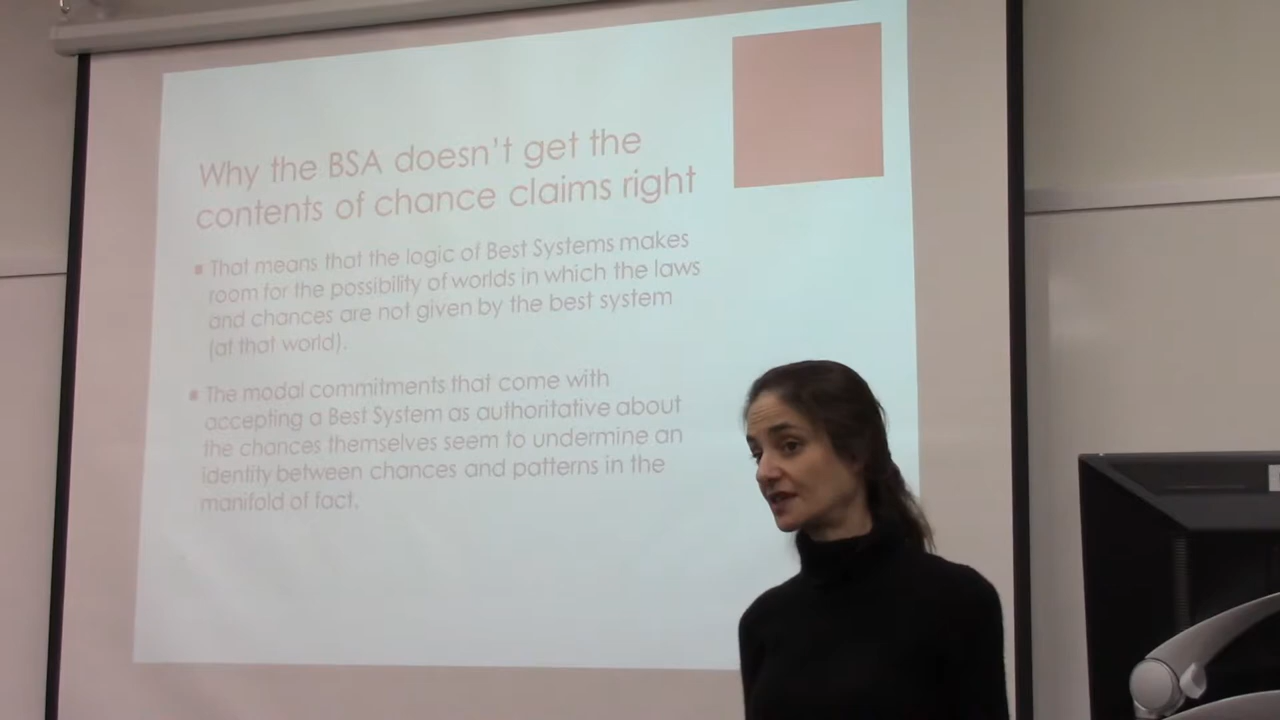 Why the BSA doesn't get the
contents of chance claims right
That means that the logic of Best Systems makes
room for the possibility of worlds in which the laws
and chances are not given by the best system
(at that world).
The modal commitments that come with
accepting a Best System as authoritative about
the chances themselves seem to undermine an
identity between chances and patterns in the
manifold of fact.